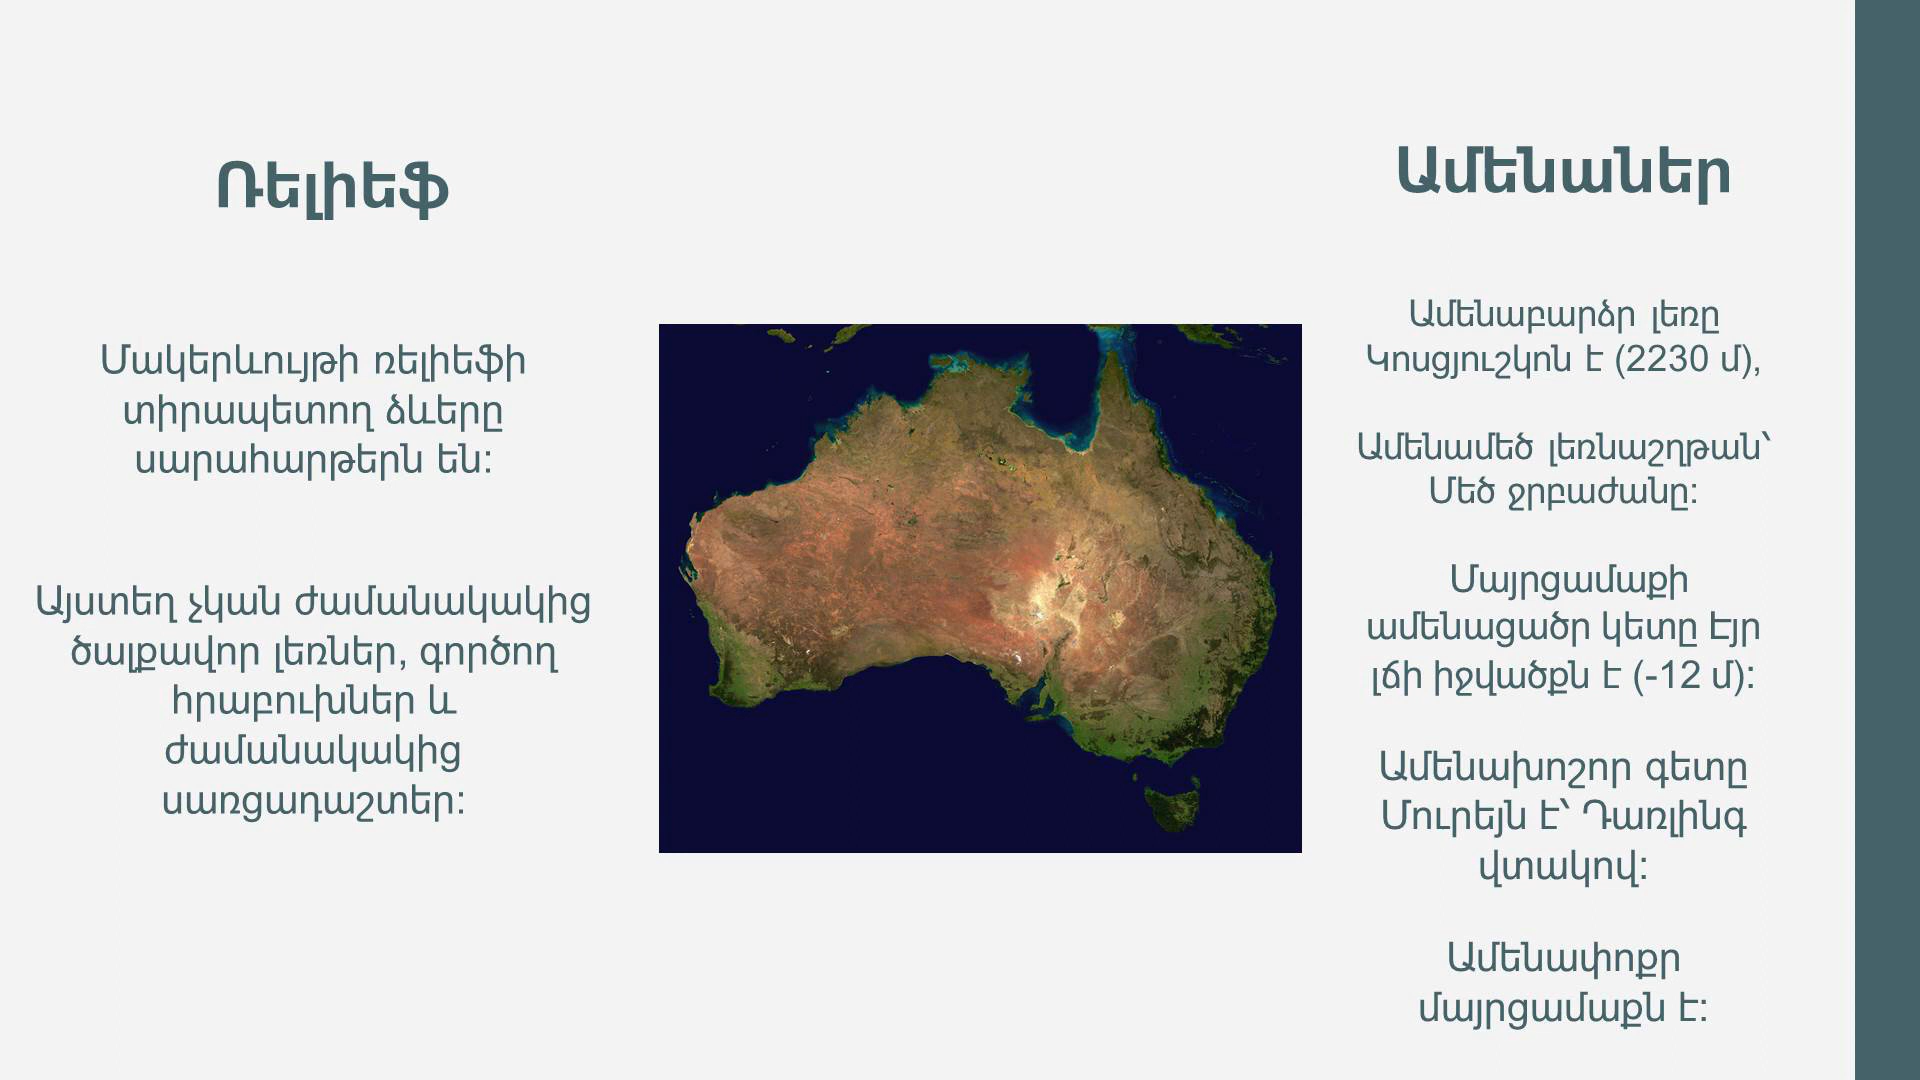 Ռելիեֆ
Մակերևույթի ռելիեֆի
տիրապետող ձևերը
սարահարթերն են:
Այստեղ չկան ժամանակակից
ծալքավոր լեռներ, գործող
հրաբուխներ և
ժամանակակից
սառցադաշտեր:
Ամենաներ
Ամենաբարձր լեռը
Կոսցյուշկոն է (2230 մ),
Ամենամեծ լեռնաշղթան՝
Մեծ ջրբաժանը:
Մայրցամաքի
ամենացածր կետը Էյր
լճի իջվածքն է (-12 մ):
Ամենախոշոր գետը
Մուրեյն է՝ Դառլինգ
վտակով:
Ամենափոքր
մայրցամաքն է: